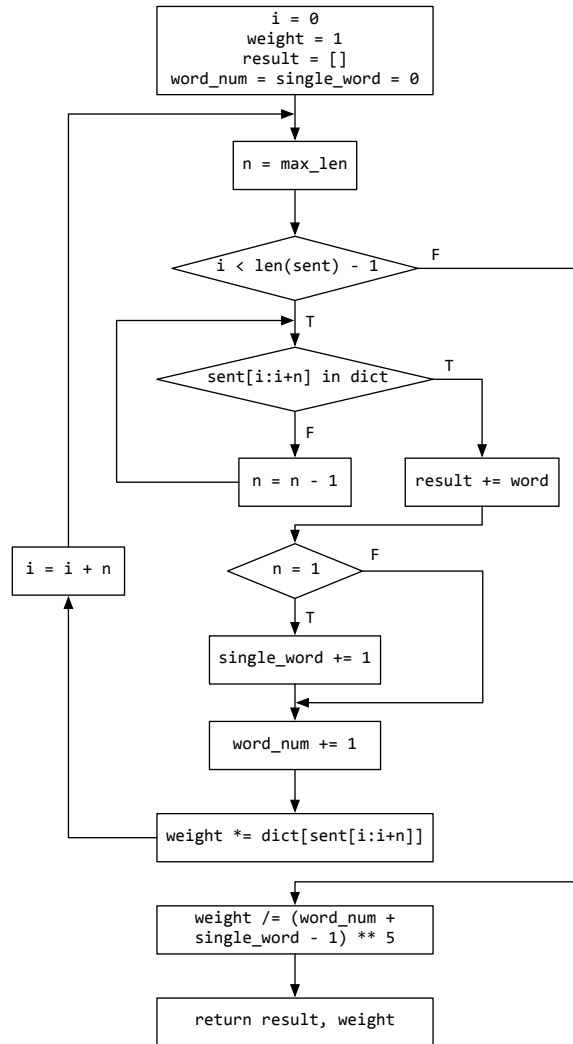 i = 0
weight = 1
result = []
word_num = single_word = 0
n = max_len
i < len(sent) - 1
F
T
sent[i:i+n] in dict
T
F
n = n - 1
result += word
i = i + n
n = 1
F
T
single_word += 1
word_num += 1
weight *= dict[sent[i:i+n]]
weight /= (word_num +
single_word - 1) ** 5
return result, weight